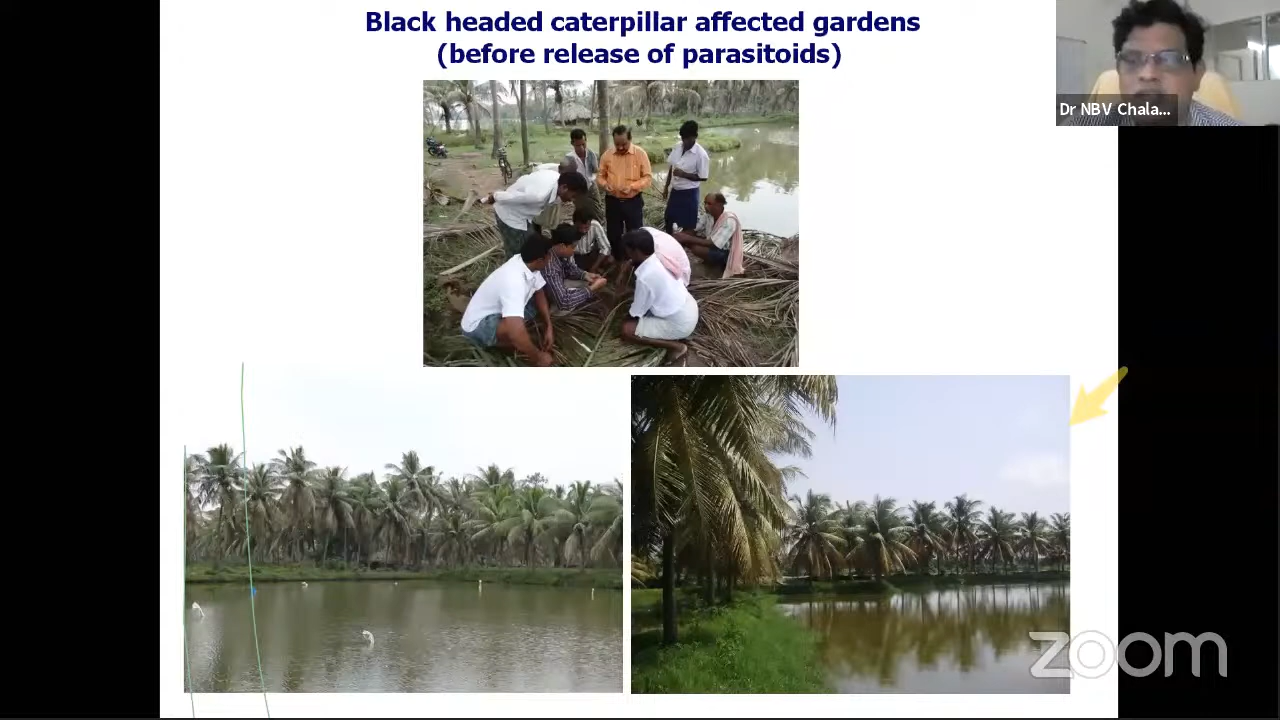 Black headed caterpillar affected gardens
(before release of parasitoids)
Dr NBV Chala...
zoom